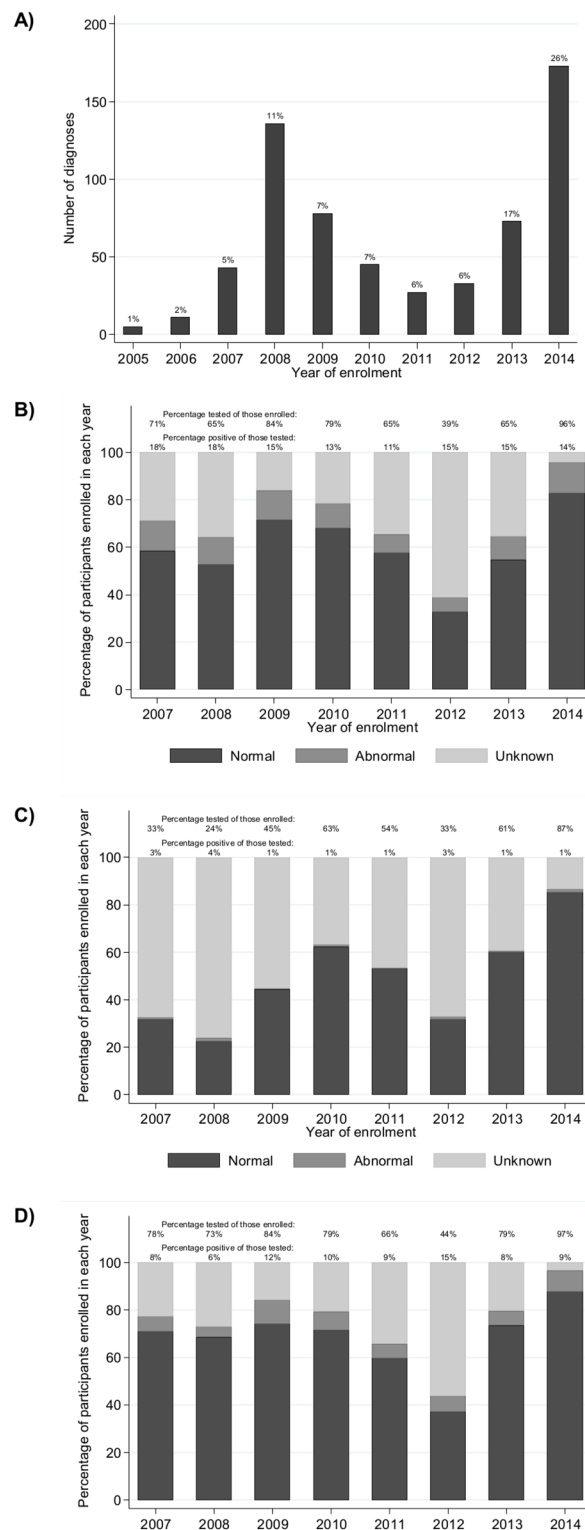 A)
200
150
100
50
0
Number of diagnoses
1%
2%
5%
11%
7%
7%
6%
6%
17%
26%
2005 2006 2007 2008 2009 2010 2011 2012 2013 2014
Year of enrolment
B)
Percentage tested of those enrolled:
71% 65% 84% 79% 65% 39% 65% 96%
Percentage positive of those tested:
18% 18% 15% 13% 11% 15% 15% 14%
100
80
60
40
20
0
Percentage of participants enrolled in each year
2007 2008 2009 2010 2011 2012 2013 2014
Year of enrolment
Normal Abnormal Unknown
C)
Percentage tested of those enrolled:
33% 24% 45% 63% 54% 33% 61% 87%
Percentage positive of those tested:
3% 4% 1% 1% 1% 3% 1% 1%
100
80
60
40
20
0
Percentage of participants enrolled in each year
2007 2008 2009 2010 2011 2012 2013 2014
Year of enrolment
Normal Abnormal Unknown
D)
Percentage tested of those enrolled:
78% 73% 84% 79% 66% 44% 79% 97%
Percentage positive of those tested:
8% 6% 12% 10% 9% 15% 8% 9%
100
80
60
40
20
0
Percentage of participants enrolled in each year
2007 2008 2009 2010 2011 2012 2013 2014